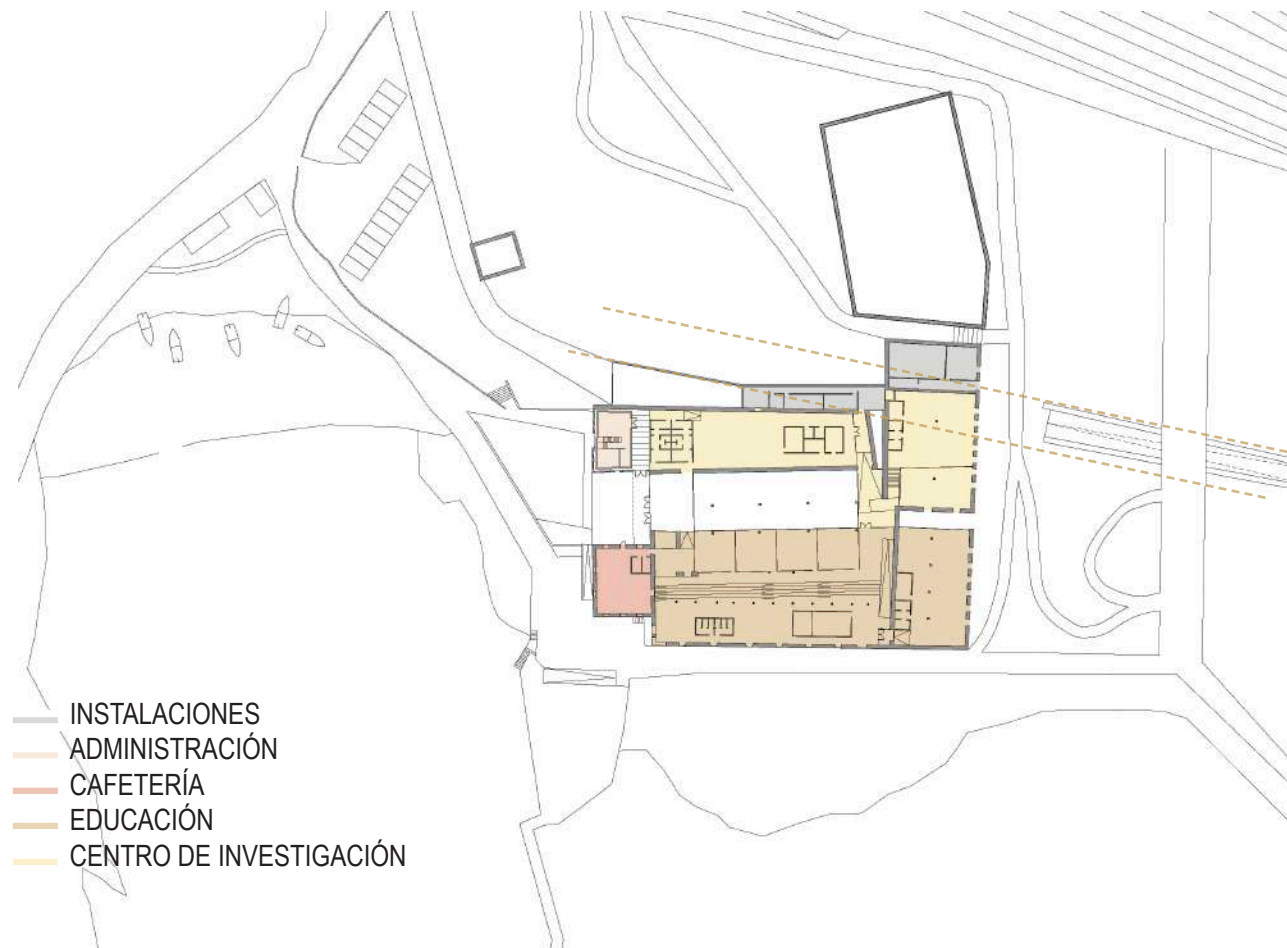 INSTALACIONES
ADMINISTRACIÓN
CAFETERÍA
EDUCACIÓN
CENTRO DE INVESTIGACIÓN